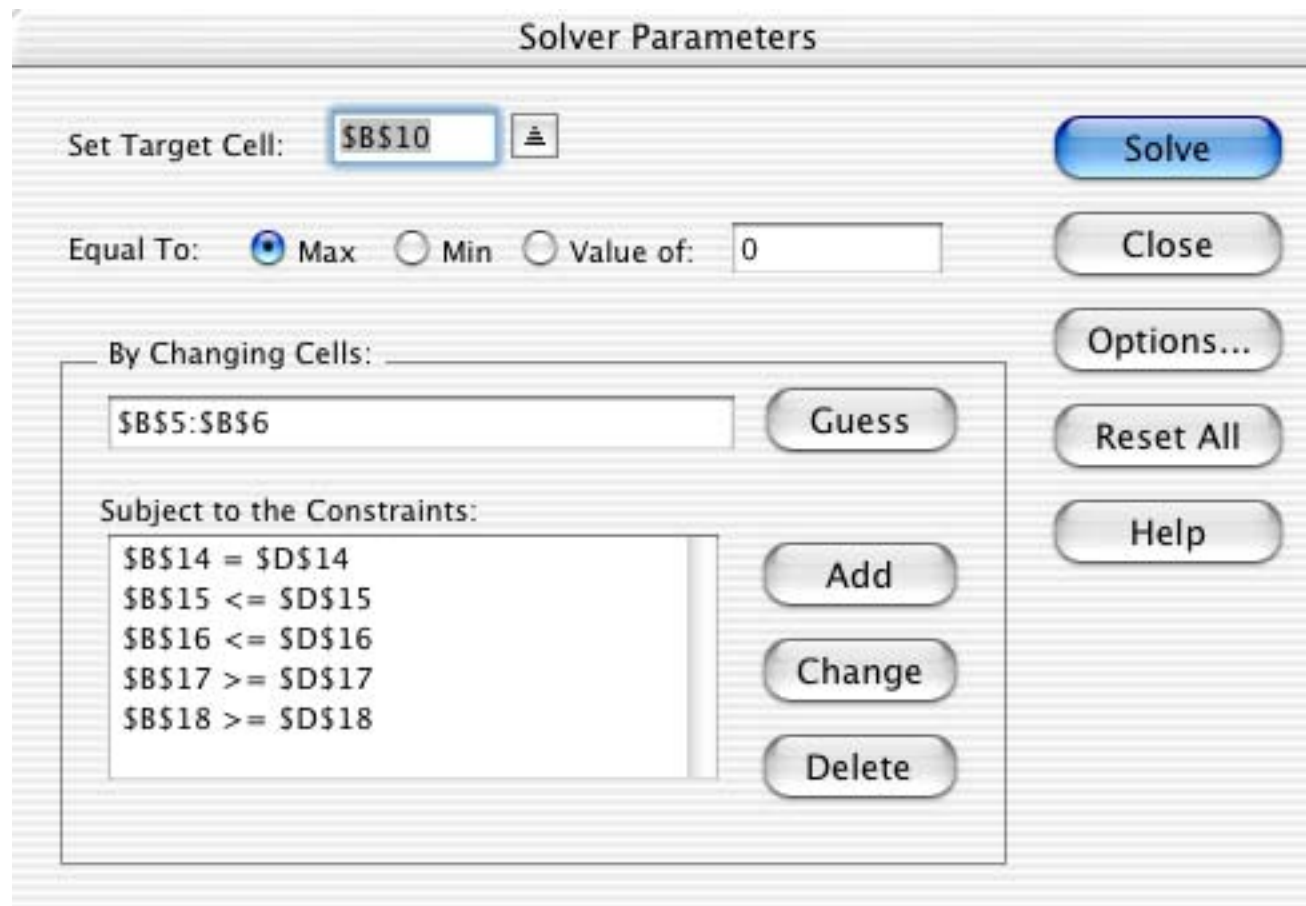 Solver Parameters
Set Target Cell: $B$10
Solve
Equal To: Max Min Value of: 0
Close
Options...
By Changing Cells:
$B$5:$B$6
Guess
Reset All
Subject to the Constraints:
Help
$B$14 = $D$14
$B$15 <= $D$15
$B$16 <= $D$16
$B$17 >= $D$17
$B$18 >= $D$18
Add
Change
Delete